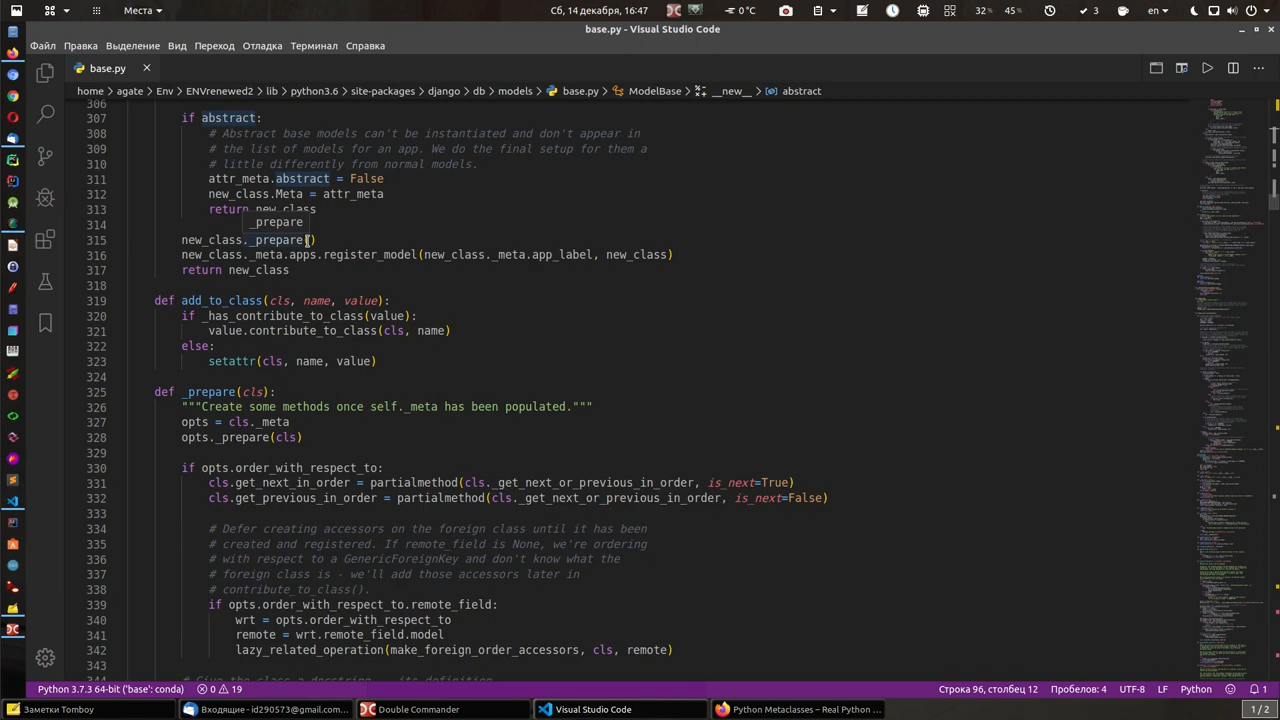 Места
Сб, 14 декабря, 16:47
0°C
32%
45%
3
en
base.py - Visual Studio Code
Файл Правка Выделение Вид Переход Отладка Терминал Справка
base.py
home > agate > Env > ENVrenewed2 > lib > python3.6 > site-packages > django > db > models > base.py > ModelBase > __new__ > abstract
306
307 if abstract:
308 # Abstract base models can't be instantiated and don't appear in
309 # the list of models for an app. We do the setup for them a
310 # little differently from normal models.
311 attr_meta.abstract = False
312 new_class.Meta = attr_meta
313 return new_class
314
315 new_class._prepare()
316 new_class._meta.apps.register_model(new_class._meta.app_label, new_class)
317 return new_class
318
319 def add_to_class(cls, name, value):
320 if _has_contribute_to_class(value):
321 value.contribute_to_class(cls, name)
322 else:
323 setattr(cls, name, value)
324
325 def _prepare(cls):
326 """Create some methods once self._meta has been populated."""
327 opts = cls._meta
328 opts._prepare(cls)
329
330 if opts.order_with_respect_to:
331 cls.get_next_in_order = partialmethod(cls._get_next_or_previous_in_order, is_next=True)
332 cls.get_previous_in_order = partialmethod(cls._get_next_or_previous_in_order, is_next=False)
333
334 # Defer creating accessors on the foreign class until it has been
335 # created and registered. If remote_field is None, we're ordering
336 # with respect to a GenericForeignKey and don't know what the
337 # foreign class is - we'll add those accessors later in
338 # contribute_to_class().
339 if opts.order_with_respect_to.remote_field:
340 wrt = opts.order_with_respect_to
341 remote = wrt.remote_field.model
342 lazy_related_operation(make_foreign_order_accessors, cls, remote)
343
344 # Give the class a docstring -- its definition.
Python 3.7.3 64-bit ('base': conda) 0
Строка 96, столбец 12 Пробелов: 4 UTF-8 LF Python 1
Заметки Tomboy
Входящие - id290573@gmail.com...
Visual Studio Code
Python Metaclasses – Real Python ...
1/2